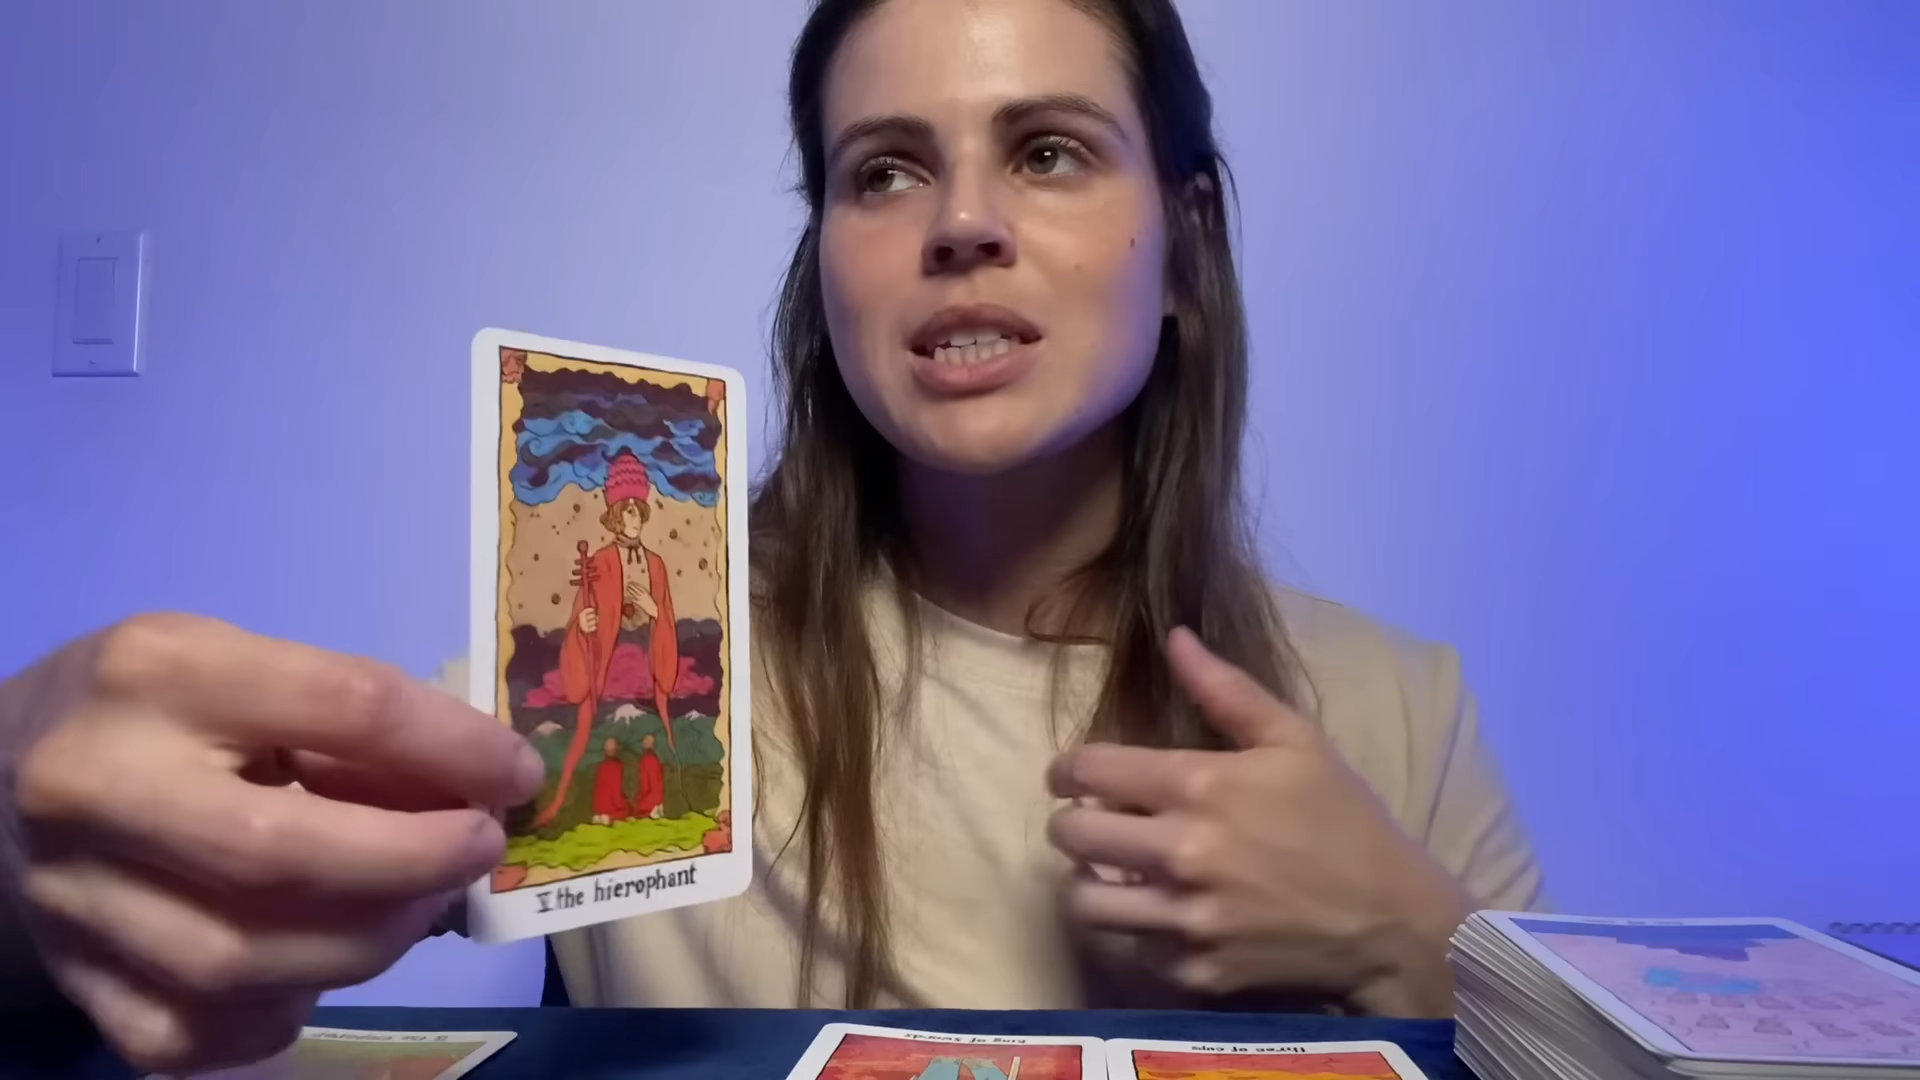 V the hierophant
King of Swords
three of cups